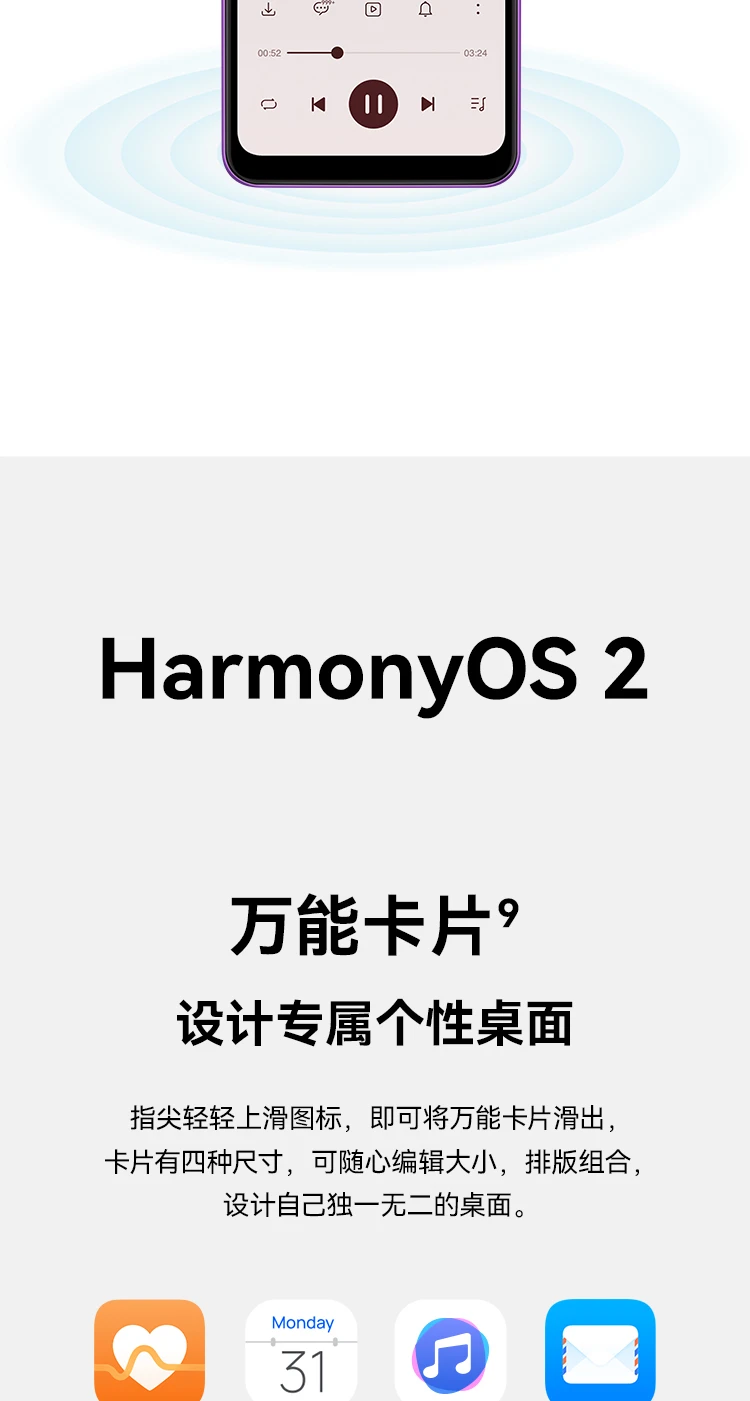 999+
00:52
03:24
HarmonyOS 2
万能卡片9
设计专属个性桌面
指尖轻轻上滑图标，即可将万能卡片滑出，
卡片有四种尺寸，可随心编辑大小，排版组合，
设计自己独一无二的桌面。
Monday
31